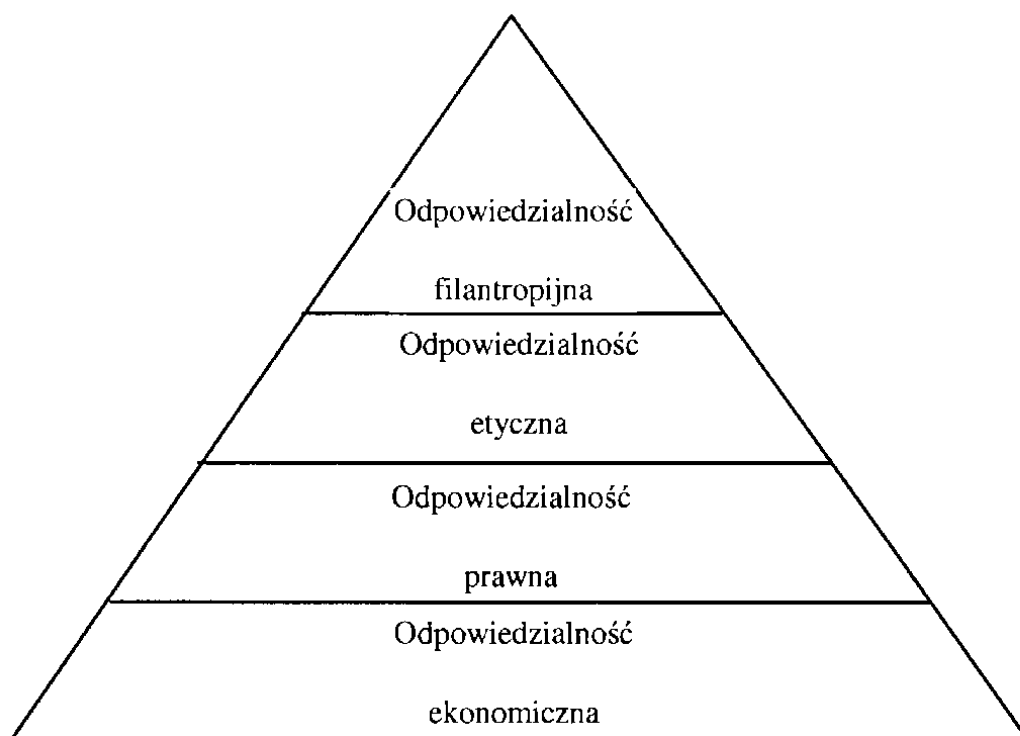 Odpowiedzialność
filantropijna
Odpowiedzialność
etyczna
Odpowiedzialność
prawna
Odpowiedzialność
ekonomiczna